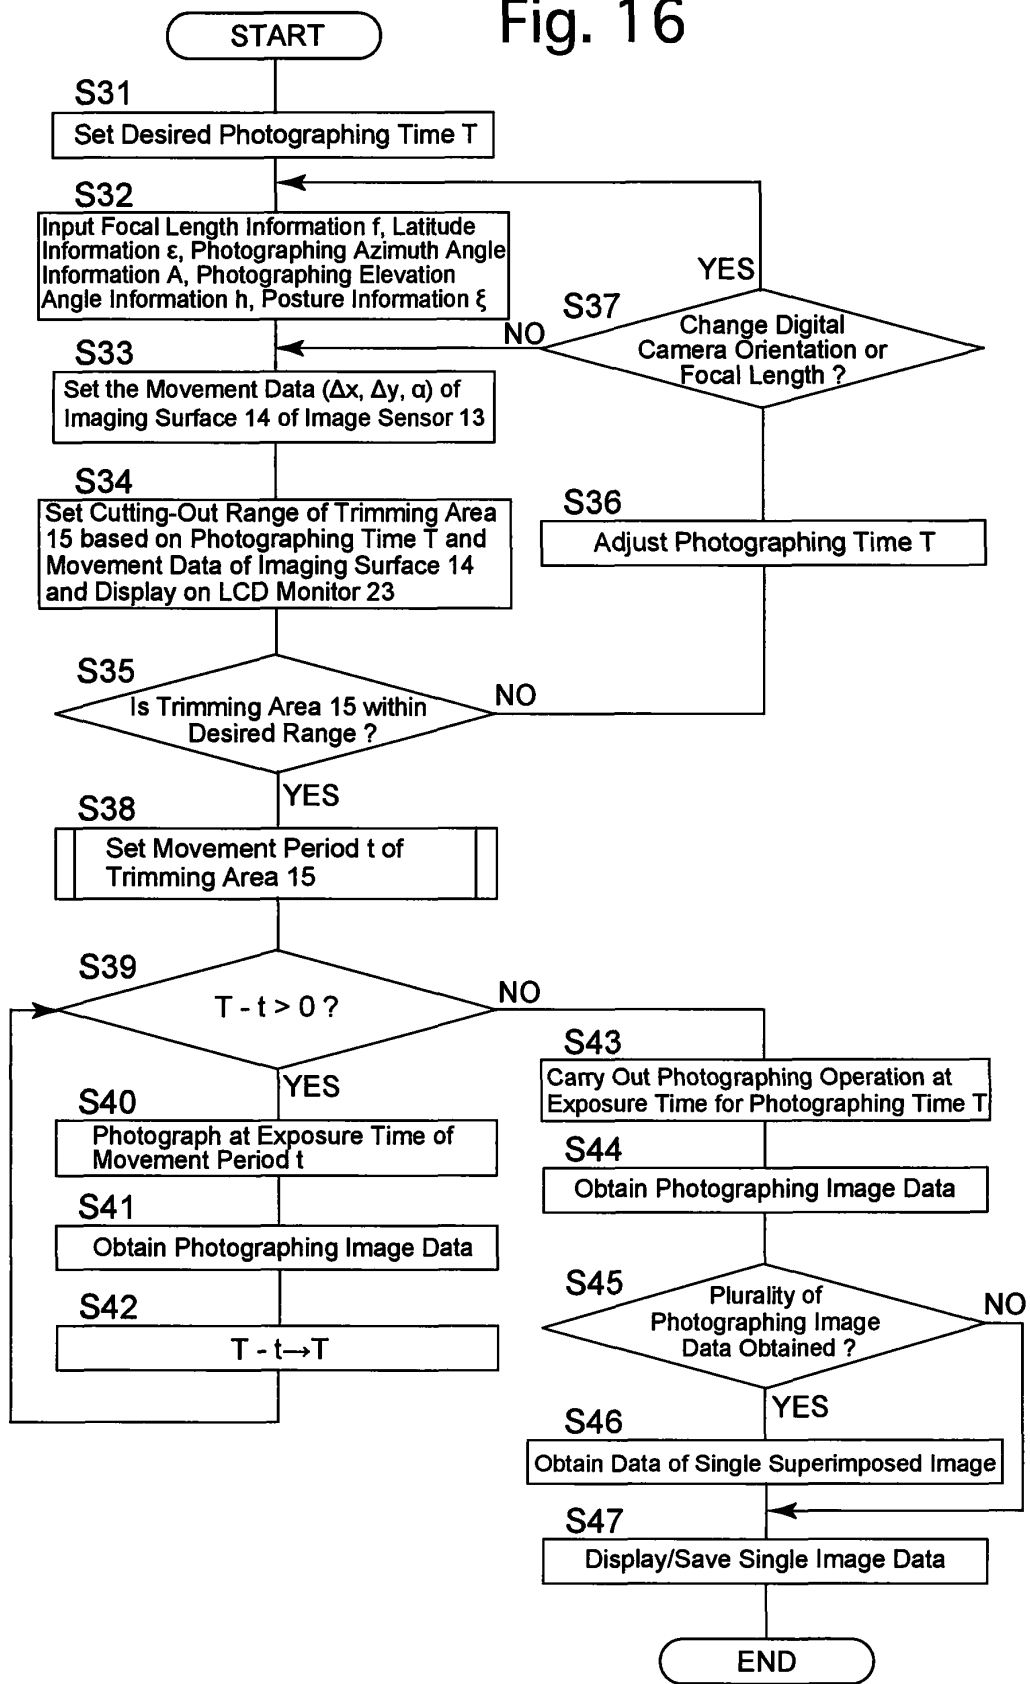 Fig. 16
START
S31
Set Desired Photographing Time T
S32
Input Focal Length Information f, Latitude
Information ε, Photographing Azimuth Angle
Information A, Photographing Elevation
Angle Information h, Posture Information ξ
YES
S37
Change Digital
Camera Orientation or
Focal Length ?
NO
S33
Set the Movement Data (Δx, Δy, α) of
Imaging Surface 14 of Image Sensor 13
S34
Set Cutting-Out Range of Trimming Area
15 based on Photographing Time T and
Movement Data of Imaging Surface 14
and Display on LCD Monitor 23
S36
Adjust Photographing Time T
S35
Is Trimming Area 15 within
Desired Range ?
NO
YES
S38
Set Movement Period t of
Trimming Area 15
S39
T - t > 0 ?
NO
YES
S40
Photograph at Exposure Time of
Movement Period t
S41
Obtain Photographing Image Data
S42
T - t→T
S43
Carry Out Photographing Operation at
Exposure Time for Photographing Time T
S44
Obtain Photographing Image Data
S45
Plurality of
Photographing Image
Data Obtained ?
NO
YES
S46
Obtain Data of Single Superimposed Image
S47
Display/Save Single Image Data
END